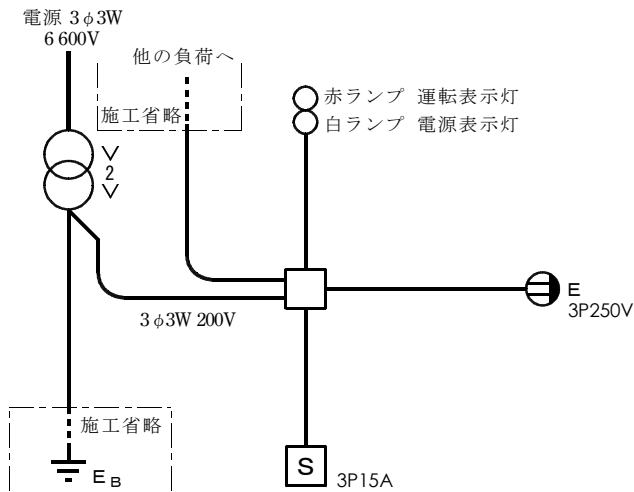 電源 3φ3W
6 600V
他の負荷へ
施工省略
赤ランプ 運転表示灯
白ランプ 電源表示灯
2
3φ3W 200V
E
3P250V
施工省略
EB
S
3P15A